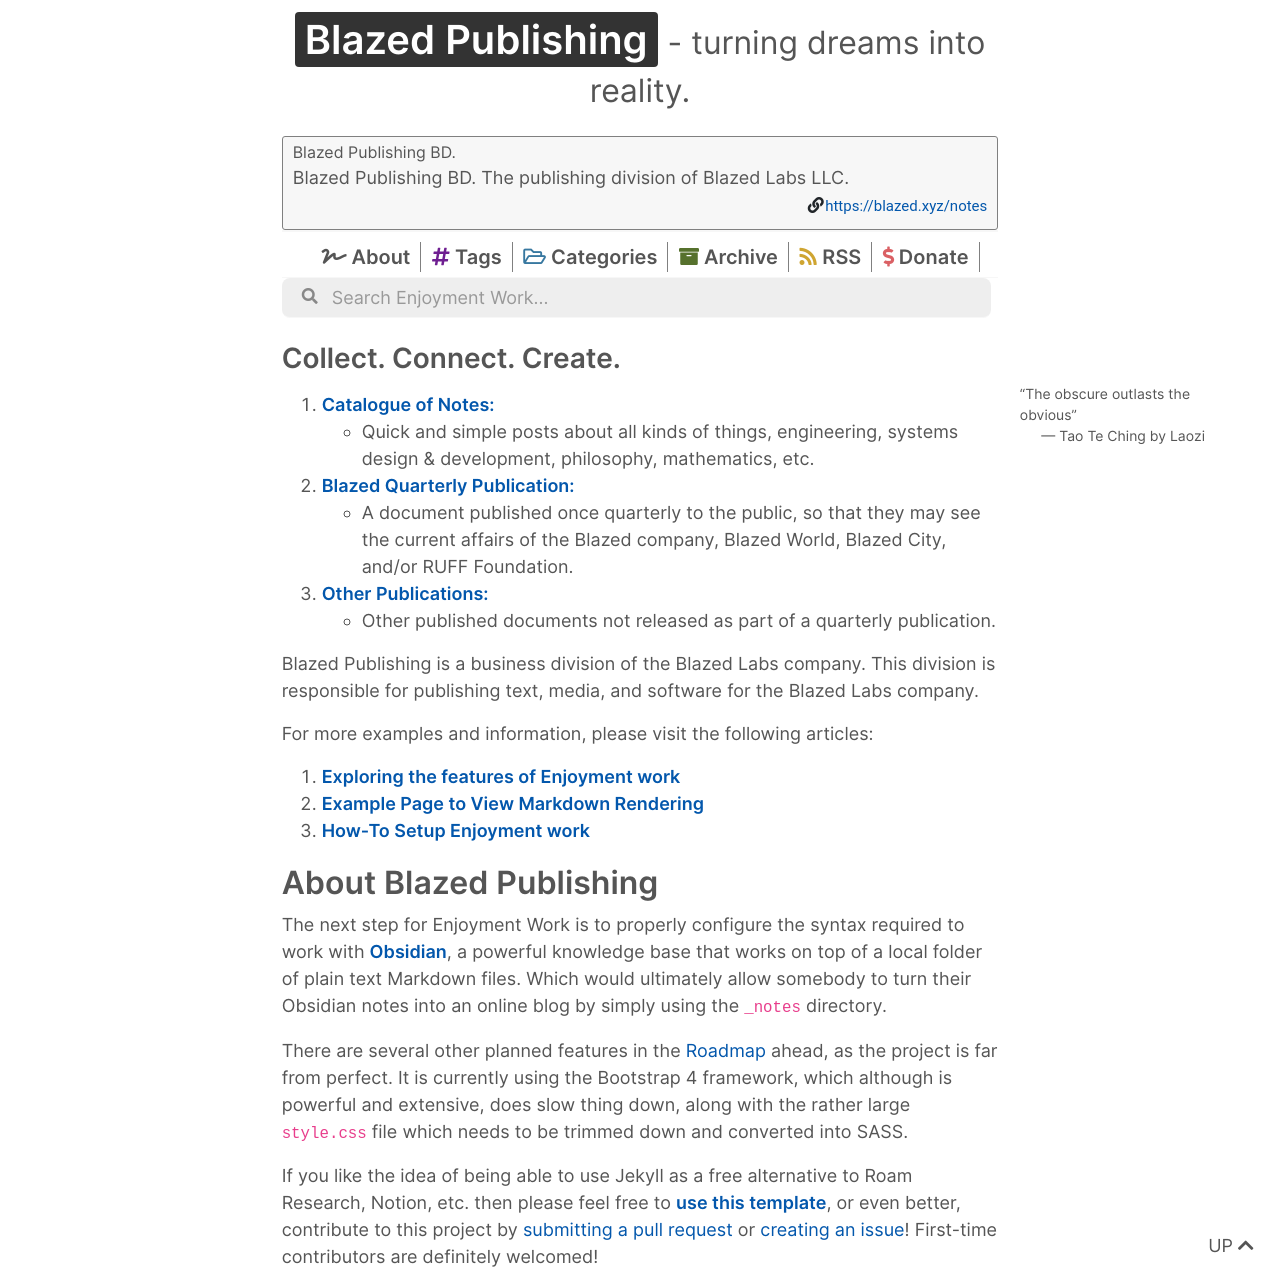 Blazed Publishing - turning dreams into
reality.
Blazed Publishing BD.
Blazed Publishing BD. The publishing division of Blazed Labs LLC.
https://blazed.xyz/notes
About Tags Categories Archive RSS Donate
Search Enjoyment Work...
Collect. Connect. Create.
1. Catalogue of Notes:
◦ Quick and simple posts about all kinds of things, engineering, systems
design & development, philosophy, mathematics, etc.
2. Blazed Quarterly Publication:
◦ A document published once quarterly to the public, so that they may see
the current affairs of the Blazed company, Blazed World, Blazed City,
and/or RUFF Foundation.
3. Other Publications:
◦ Other published documents not released as part of a quarterly publication.
“The obscure outlasts the
obvious”
— Tao Te Ching by Laozi
Blazed Publishing is a business division of the Blazed Labs company. This division is
responsible for publishing text, media, and software for the Blazed Labs company.
For more examples and information, please visit the following articles:
1. Exploring the features of Enjoyment work
2. Example Page to View Markdown Rendering
3. How-To Setup Enjoyment work
About Blazed Publishing
The next step for Enjoyment Work is to properly configure the syntax required to
work with Obsidian, a powerful knowledge base that works on top of a local folder
of plain text Markdown files. Which would ultimately allow somebody to turn their
Obsidian notes into an online blog by simply using the _notes directory.
There are several other planned features in the Roadmap ahead, as the project is far
from perfect. It is currently using the Bootstrap 4 framework, which although is
powerful and extensive, does slow thing down, along with the rather large
style.css file which needs to be trimmed down and converted into SASS.
If you like the idea of being able to use Jekyll as a free alternative to Roam
Research, Notion, etc. then please feel free to use this template, or even better,
contribute to this project by submitting a pull request or creating an issue! First-time
contributors are definitely welcomed!
UP